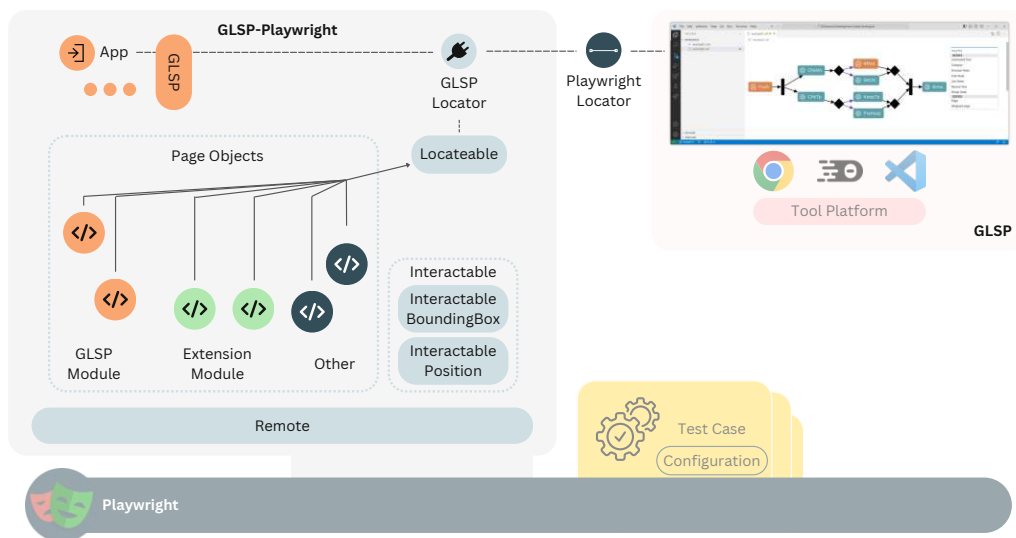 GLSP-Playwright
App
GLSP
GLSP
Locator
Playwright
Locator
Locateable
Page Objects
GLSP
Module
Extension
Module
Other
Interactable
Interactable
BoundingBox
Interactable
Position
Remote
Tool Platform
GLSP
Test Case
Configuration
Playwright